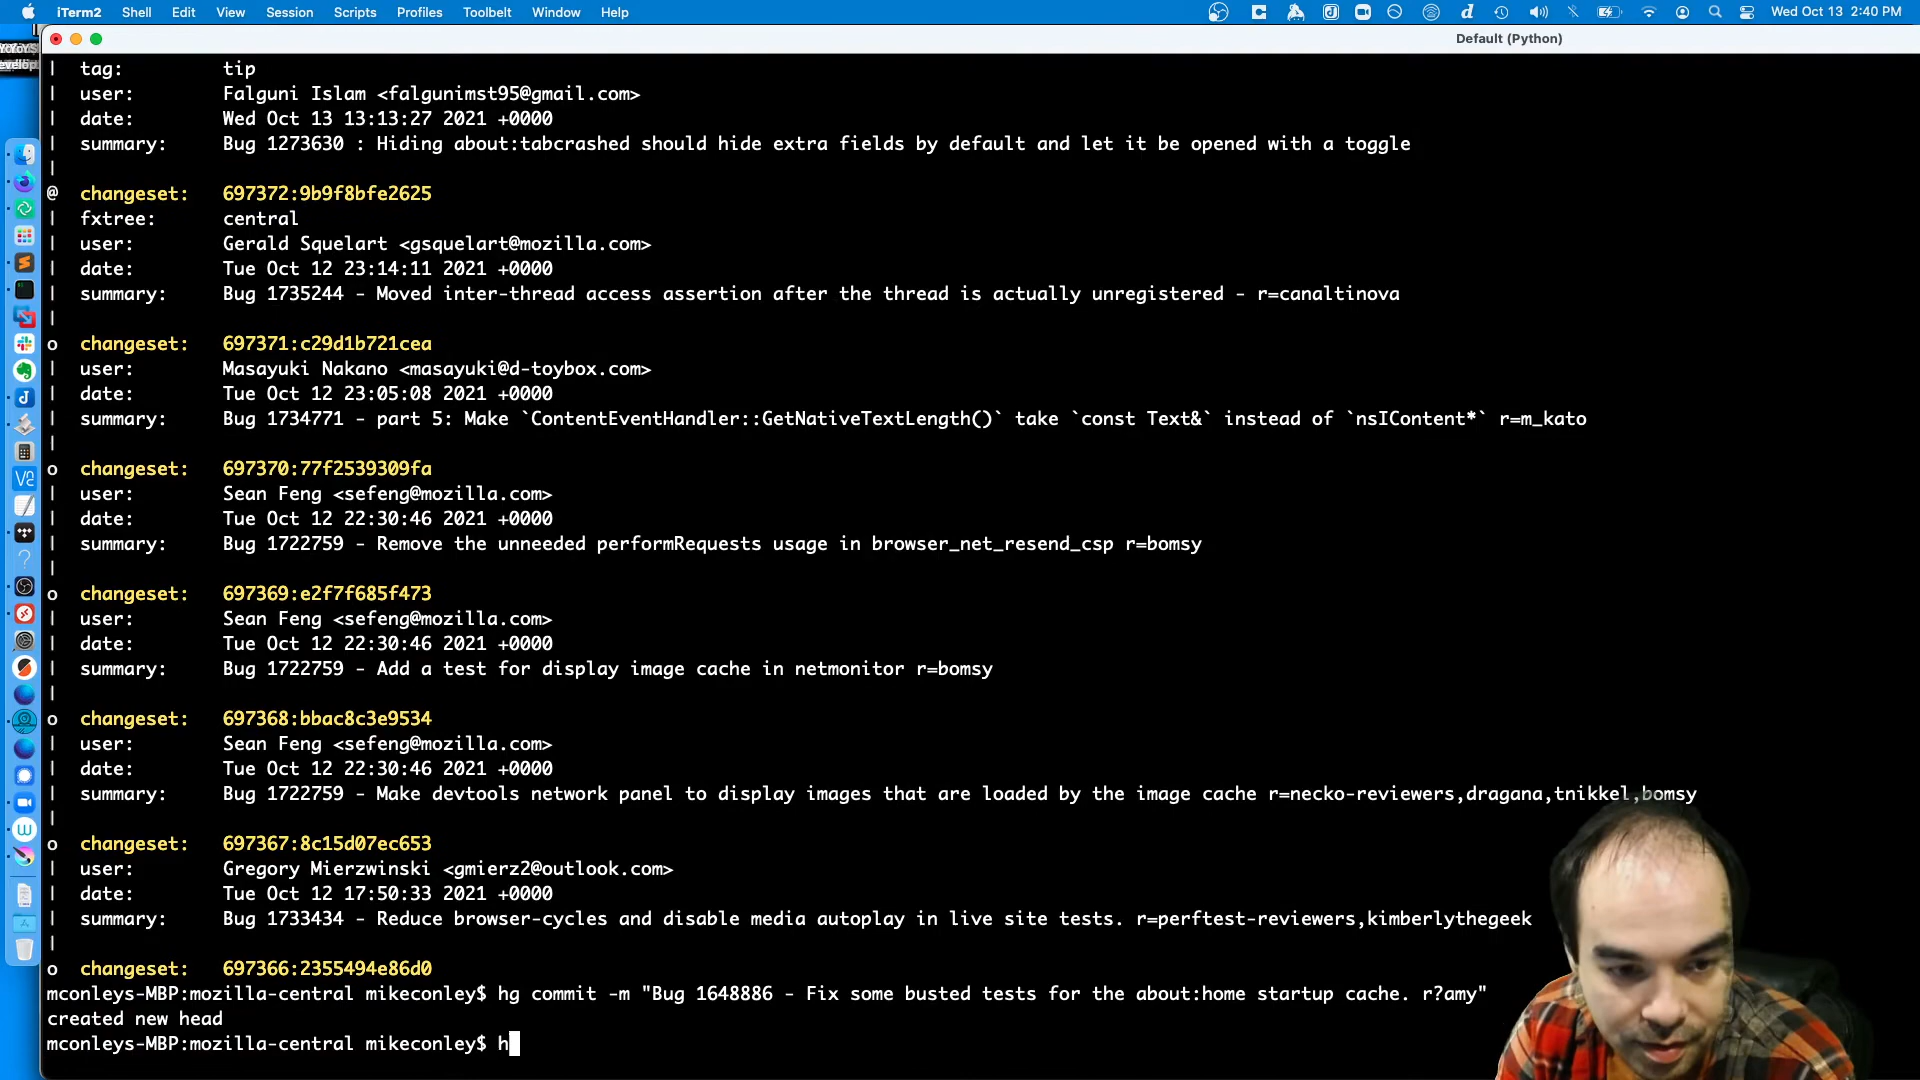 iTerm2 Shell Edit View Session Scripts Profiles Toolbelt Window Help Wed Oct 13 2:40 PM
Default (Python)
| tag: tip
| user: Falguni Islam <falgunimst95@gmail.com>
| date: Wed Oct 13 13:13:27 2021 +0000
| summary: Bug 1273630 : Hiding about:tabcrashed should hide extra fields by default and let it be opened with a toggle
|
@ changeset: 697372:9b9f8bfe2625
| fxtree: central
| user: Gerald Squelart <gsquelart@mozilla.com>
| date: Tue Oct 12 23:14:11 2021 +0000
| summary: Bug 1735244 - Moved inter-thread access assertion after the thread is actually unregistered - r=canaltinova
|
o changeset: 697371:c29d1b721cea
| user: Masayuki Nakano <masayuki@d-toybox.com>
| date: Tue Oct 12 23:05:08 2021 +0000
| summary: Bug 1734771 - part 5: Make `ContentEventHandler::GetNativeTextLength()` take `const Text&` instead of `nsIContent*` r=m_kato
|
o changeset: 697370:77f2539309fa
| user: Sean Feng <sefeng@mozilla.com>
| date: Tue Oct 12 22:30:46 2021 +0000
| summary: Bug 1722759 - Remove the unneeded performRequests usage in browser_net_resend_csp r=bomsy
|
o changeset: 697369:e2f7f685f473
| user: Sean Feng <sefeng@mozilla.com>
| date: Tue Oct 12 22:30:46 2021 +0000
| summary: Bug 1722759 - Add a test for display image cache in netmonitor r=bomsy
|
o changeset: 697368:bbac8c3e9534
| user: Sean Feng <sefeng@mozilla.com>
| date: Tue Oct 12 22:30:46 2021 +0000
| summary: Bug 1722759 - Make devtools network panel to display images that are loaded by the image cache r=necko-reviewers,dragana,tnikkel,bomsy
|
o changeset: 697367:8c15d07ec653
| user: Gregory Mierzwinski <gmierz2@outlook.com>
| date: Tue Oct 12 17:50:33 2021 +0000
| summary: Bug 1733434 - Reduce browser-cycles and disable media autoplay in live site tests. r=perftest-reviewers,kimberlythegeek
|
o changeset: 697366:2355494e86d0
mconleys-MBP:mozilla-central mikeconley$ hg commit -m "Bug 1648886 - Fix some busted tests for the about:home startup cache. r?amy"
created new head
mconleys-MBP:mozilla-central mikeconley$ h